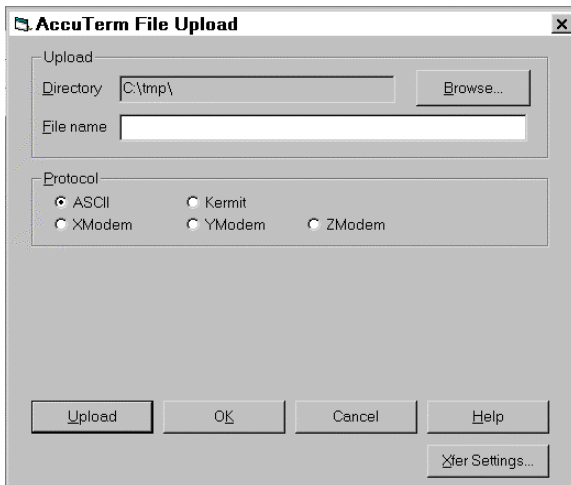 AccuTerm File Upload
Upload
Directory C:\tmp\ Browse...
File name
Protocol
ASCII Kermit
XModem YModem ZModem
Upload OK Cancel Help
Xfer Settings...